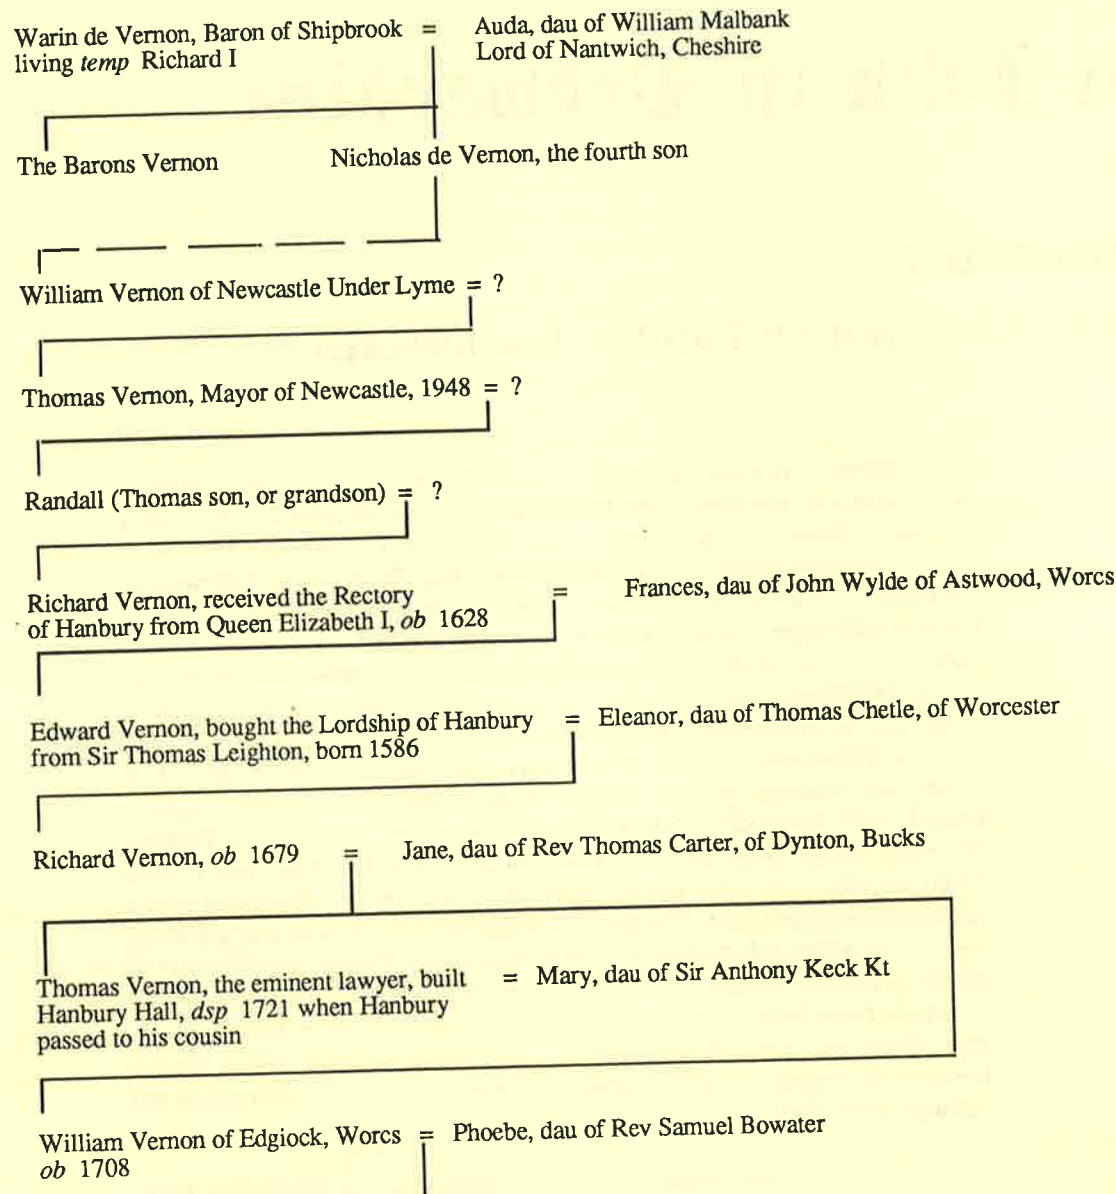 Warin de Vernon, Baron of Shipbrook = Auda, dau of William Malbank
living temp Richard I Lord of Nantwich, Cheshire
The Barons Vernon Nicholas de Vernon, the fourth son
William Vernon of Newcastle Under Lyme = ?
Thomas Vernon, Mayor of Newcastle, 1948 = ?
Randall (Thomas son, or grandson) = ?
Richard Vernon, received the Rectory = Frances, dau of John Wylde of Astwood, Worcs
of Hanbury from Queen Elizabeth I, ob 1628
Edward Vernon, bought the Lordship of Hanbury = Eleanor, dau of Thomas Chetle, of Worcester
from Sir Thomas Leighton, born 1586
Richard Vernon, ob 1679 = Jane, dau of Rev Thomas Carter, of Dynton, Bucks
Thomas Vernon, the eminent lawyer, built = Mary, dau of Sir Anthony Keck Kt
Hanbury Hall, dsp 1721 when Hanbury
passed to his cousin
William Vernon of Edgiock, Worcs = Phoebe, dau of Rev Samuel Bowater
ob 1708